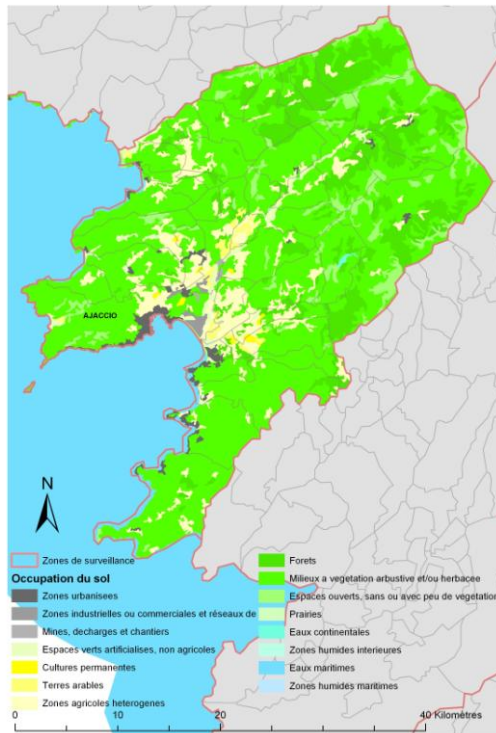 AJACCIO
N
Zones de surveillance
Occupation du sol
Zones urbanisees
Zones industrielles ou commerciales et réseaux de
Mines, decharges et chantiers
Espaces verts artificialises, non agricoles
Cultures permanentes
Terres arables
Zones agricoles heterogenes
Forets
Milieux a vegetation arbustive et/ou herbacee
Espaces ouverts, sans ou avec peu de vegetation
Prairies
Eaux continentales
Zones humides interieures
Eaux maritimes
Zones humides maritimes
0 10 20 40 Kilomètres